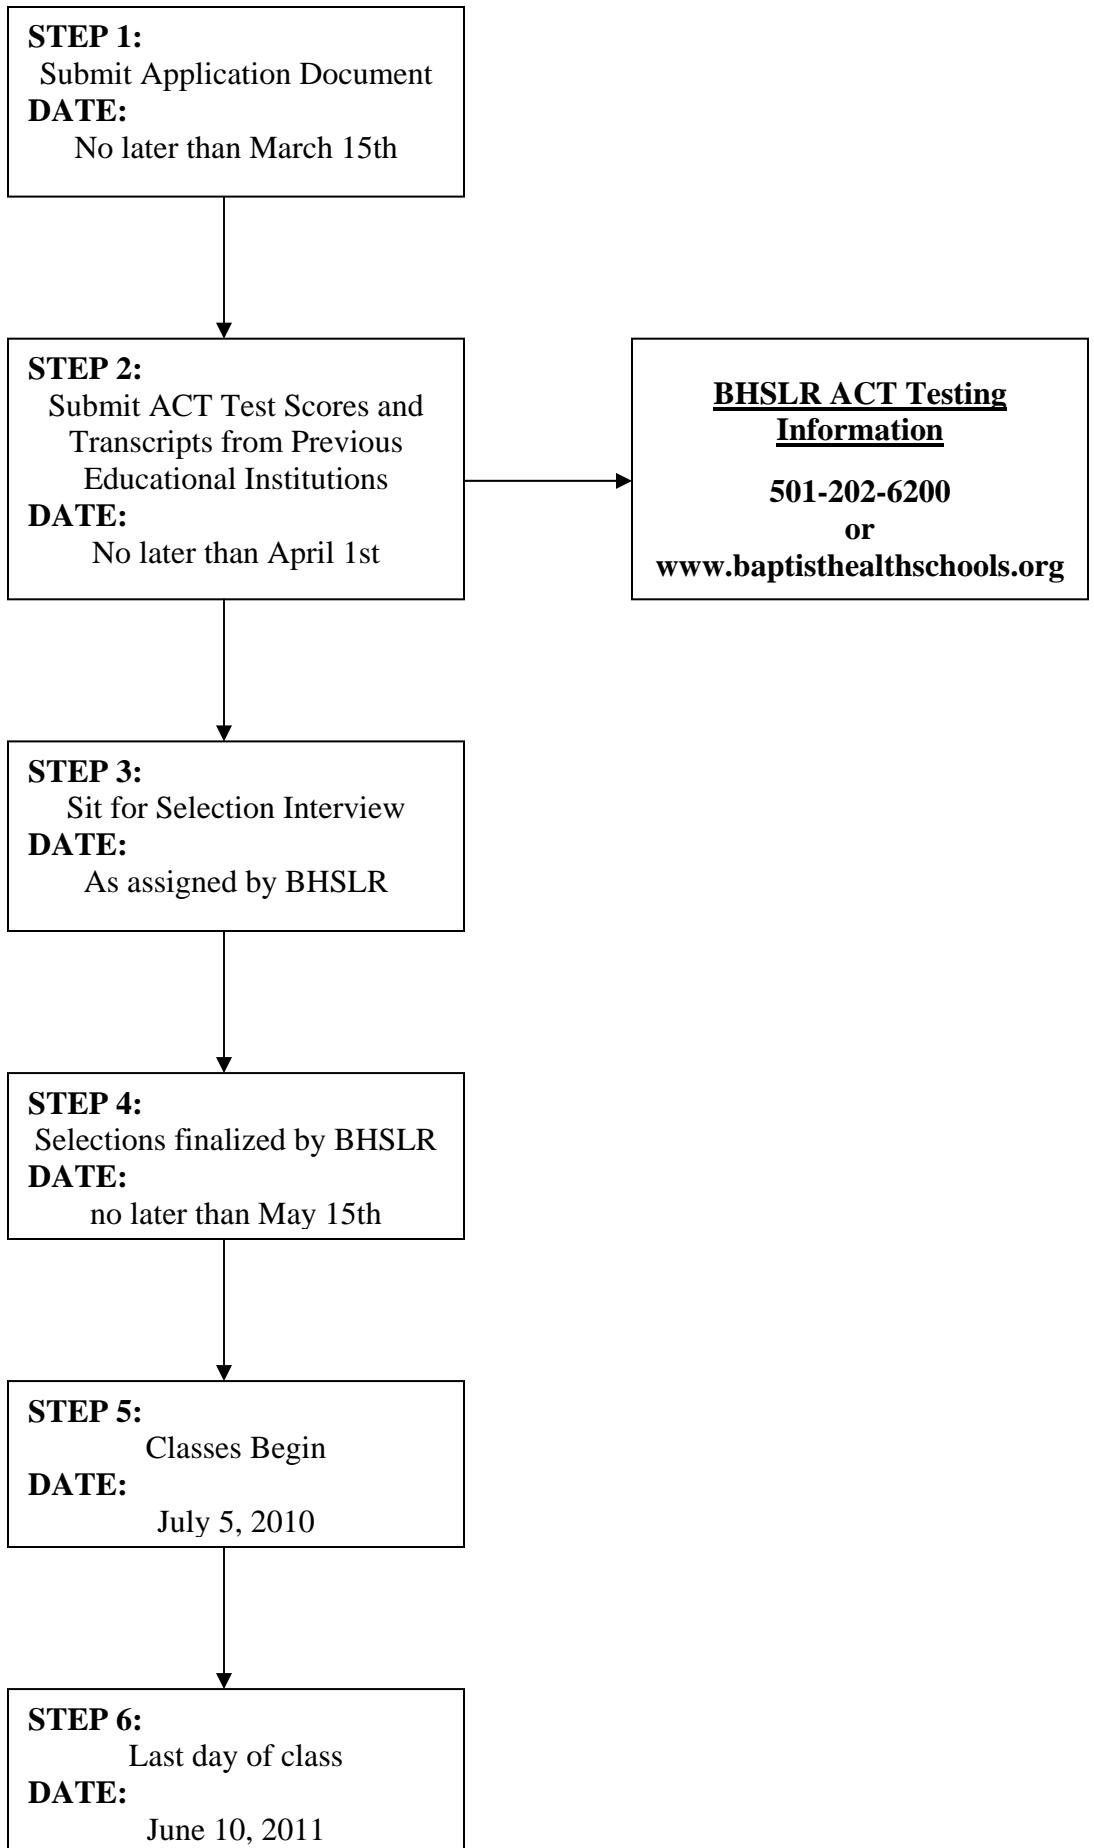 STEP 1:
Submit Application Document
DATE:
No later than March 15th
STEP 2:
Submit ACT Test Scores and
Transcripts from Previous
Educational Institutions
DATE:
No later than April 1st
BHSLR ACT Testing
Information
501-202-6200
or
www.baptisthealthschools.org
STEP 3:
Sit for Selection Interview
DATE:
As assigned by BHSLR
STEP 4:
Selections finalized by BHSLR
DATE:
no later than May 15th
STEP 5:
Classes Begin
DATE:
July 5, 2010
STEP 6:
Last day of class
DATE:
June 10, 2011